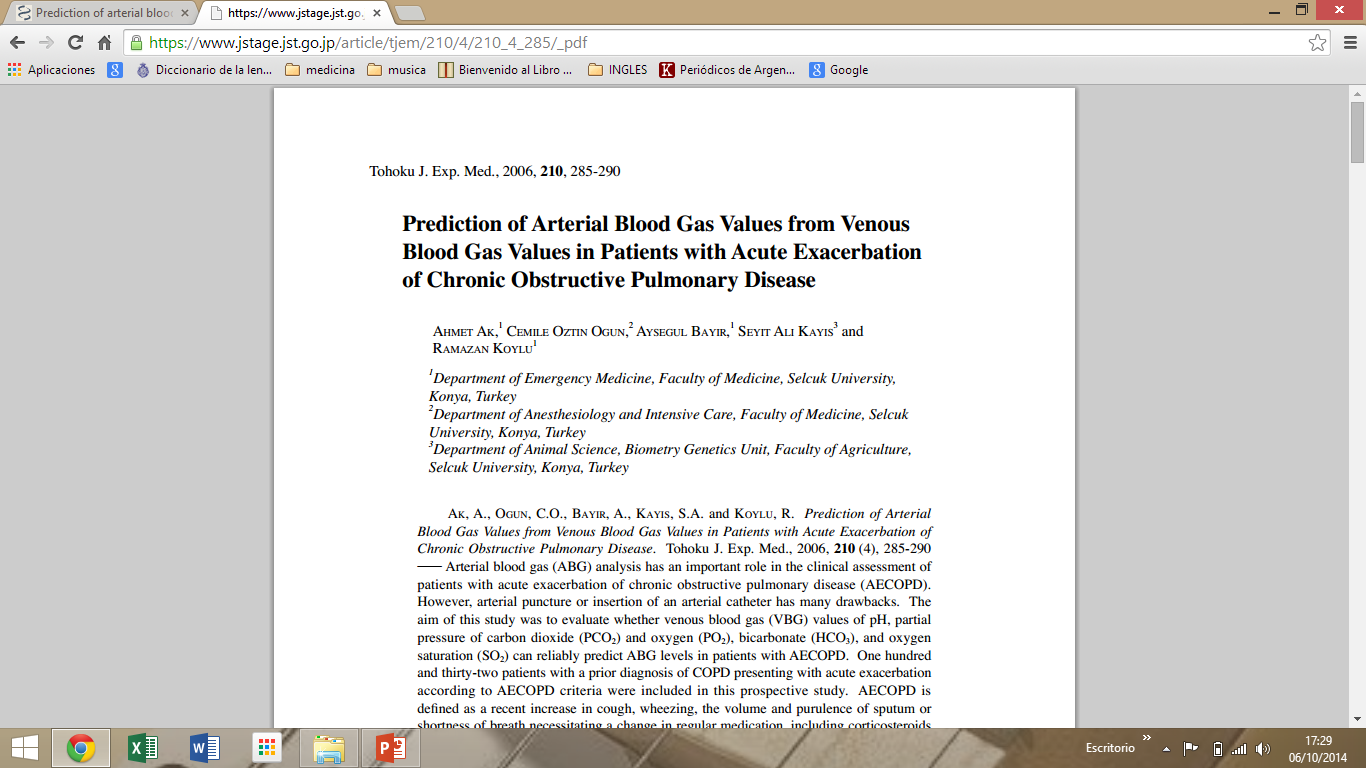 Prediction of arterial bloo
https://www.jstage.jst.go.
https://www.jstage.jst.go.jp/article/tjem/210/4/210_4_285/_pdf
Aplicaciones Diccionario de la len... medicina musica Bienvenido al Libro ... INGLES Periódicos de Argen... Google
Tohoku J. Exp. Med., 2006, 210, 285-290
Prediction of Arterial Blood Gas Values from Venous
Blood Gas Values in Patients with Acute Exacerbation
of Chronic Obstructive Pulmonary Disease
AHMET AK,1 CEMILE OZTIN OGUN,2 AYSEGUL BAYIR,1 SEYIT ALI KAYIS3 and
RAMAZAN KOYLU1
1Department of Emergency Medicine, Faculty of Medicine, Selcuk University,
Konya, Turkey
2Department of Anesthesiology and Intensive Care, Faculty of Medicine, Selcuk
University, Konya, Turkey
3Department of Animal Science, Biometry Genetics Unit, Faculty of Agriculture,
Selcuk University, Konya, Turkey
AK, A., OGUN, C.O., BAYIR, A., KAYIS, S.A. and KOYLU, R. Prediction of Arterial
Blood Gas Values from Venous Blood Gas Values in Patients with Acute Exacerbation of
Chronic Obstructive Pulmonary Disease. Tohoku J. Exp. Med., 2006, 210 (4), 285-290
—— Arterial blood gas (ABG) analysis has an important role in the clinical assessment of
patients with acute exacerbation of chronic obstructive pulmonary disease (AECOPD).
However, arterial puncture or insertion of an arterial catheter has many drawbacks. The
aim of this study was to evaluate whether venous blood gas (VBG) values of pH, partial
pressure of carbon dioxide (PCO2) and oxygen (PO2), bicarbonate (HCO3), and oxygen
saturation (SO2) can reliably predict ABG levels in patients with AECOPD. One hundred
and thirty-two patients with a prior diagnosis of COPD presenting with acute exacerbation
according to AECOPD criteria were included in this prospective study. AECOPD is
defined as a recent increase in cough, wheezing, the volume and purulence of sputum or
shortness of breath necessitating a change in regular medication, including corticosteroids
Escritorio
17:29
06/10/2014